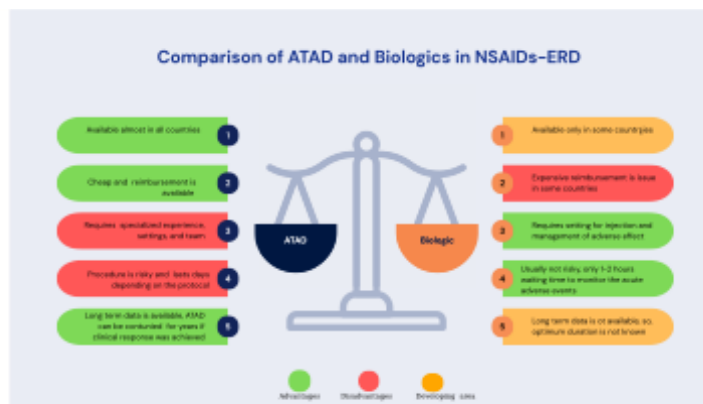 Comparison of ATAD and Biologics in NSAIDs-ERD
Available almost in all countries
1
Cheap and reimbursement is
available
2
Requires specialized experience,
settings, and team
3
Procedure is risky and lasts days
depending on the protocol
4
Long term data is available, ATAD
can be contunied for years if
clinical response was achieved
5
ATAD
Biologic
1
Available only in some countrpies
2
Expensive reimbursement is issue
in some countries
3
Requires setting for injection and
management of adverse effect
4
Usually not risky, only 1-2 hours
waiting time to monitor the acute
adverse events
5
Long term data is ot available, so,
optimum duration is not known
Advantages
Disadvantages
Developing area